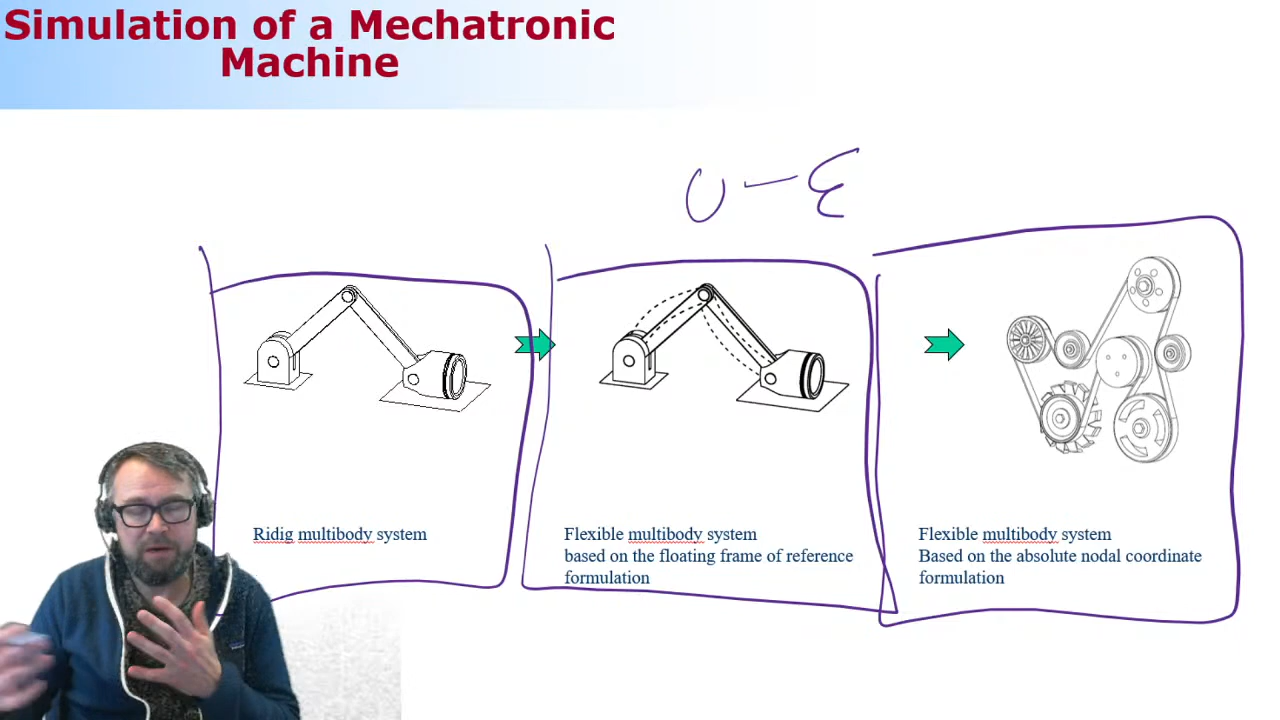 Simulation of a Mechatronic
Machine
Ridig multibody system
Flexible multibody system
based on the floating frame of reference
formulation
Flexible multibody system
Based on the absolute nodal coordinate
formulation